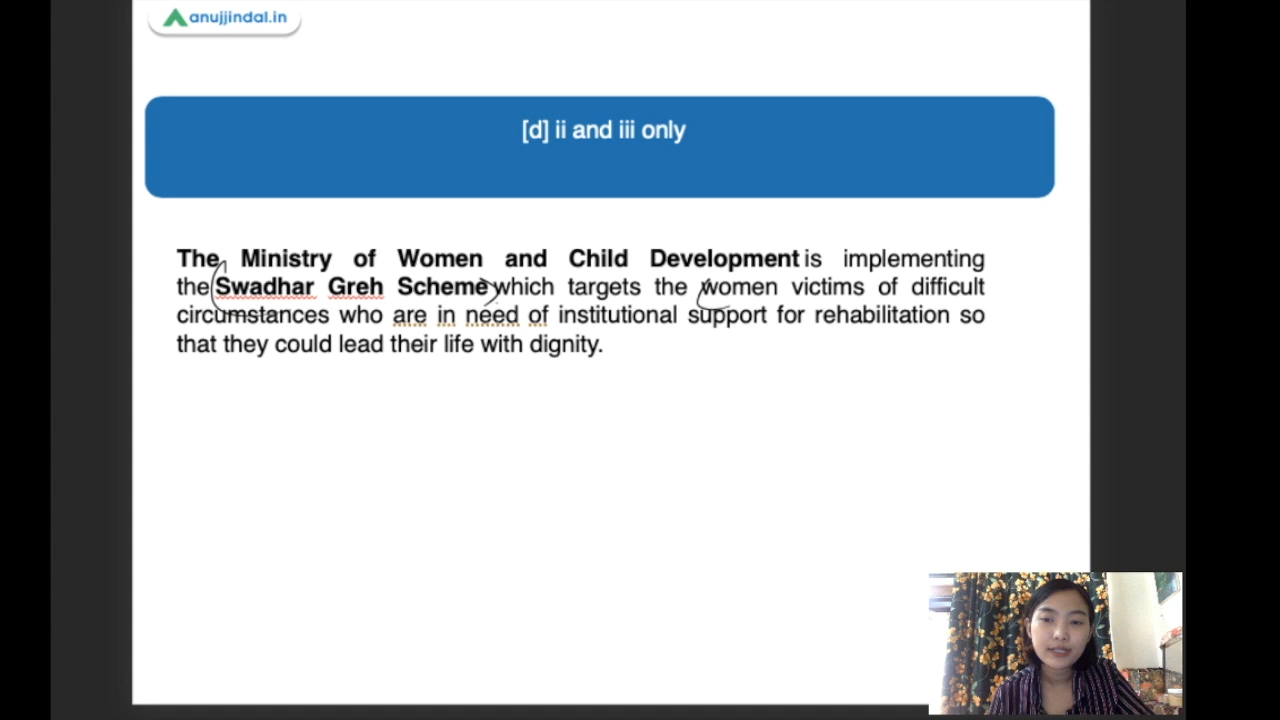 anujjindal.in
[d] ii and iii only
The Ministry of Women and Child Development is implementing
the Swadhar Greh Scheme which targets the women victims of difficult
circumstances who are in need of institutional support for rehabilitation so
that they could lead their life with dignity.